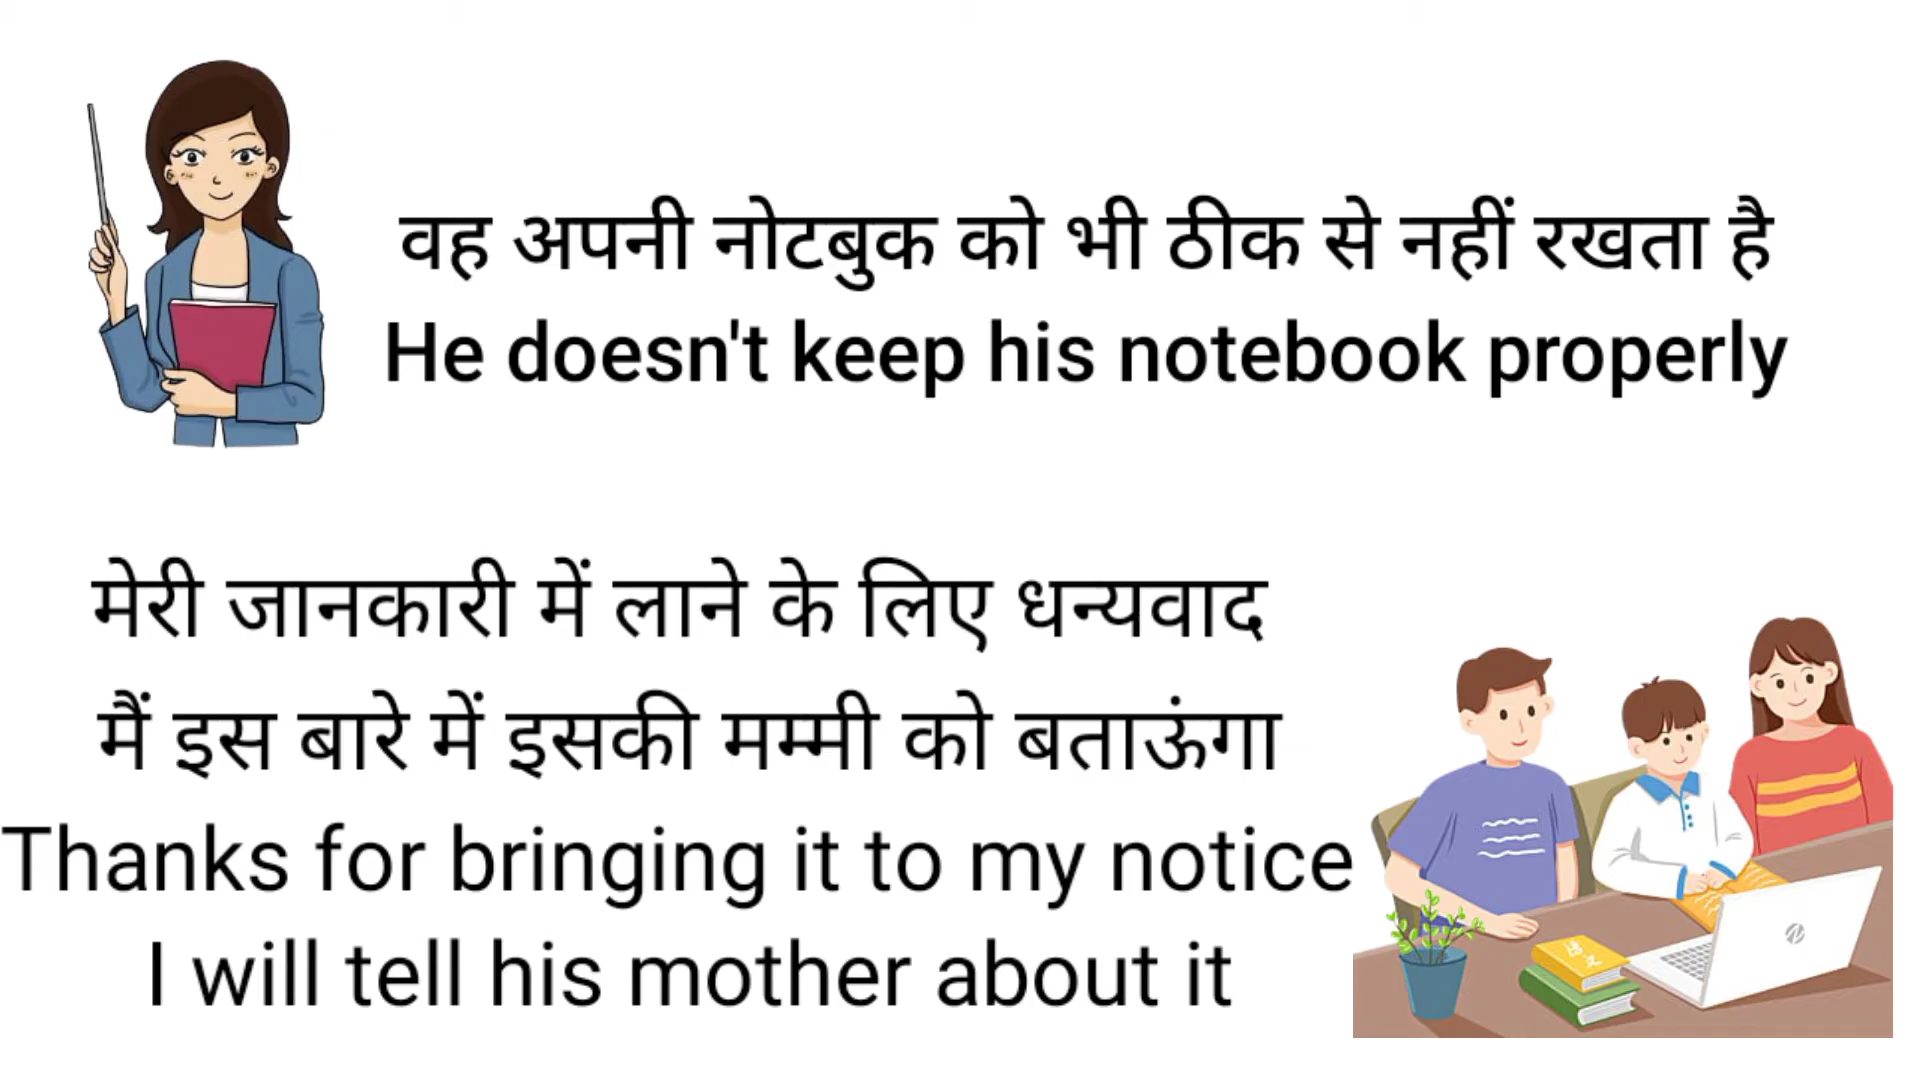 वह अपनी नोटबुक को भी ठीक से नहीं रखता है
He doesn't keep his notebook properly
मेरी जानकारी में लाने के लिए धन्यवाद
मैं इस बारे में इसकी मम्मी को बताऊंगा
Thanks for bringing it to my notice
I will tell his mother about it